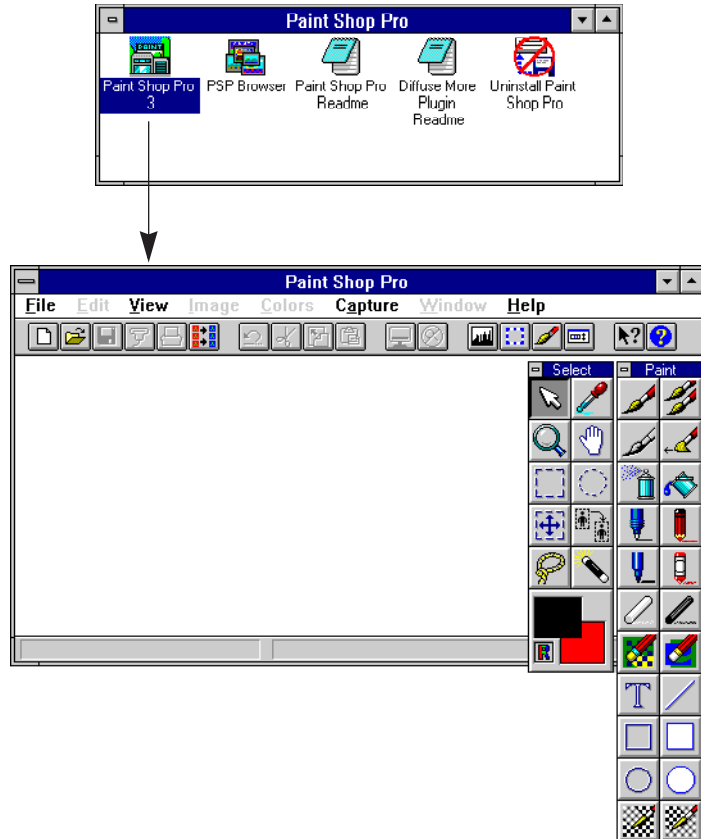 Paint Shop Pro
PAINT
Paint Shop Pro 3
PSP Browser
Paint Shop Pro Readme
Diffuse More Plugin Readme
Uninstall Paint Shop Pro
Paint Shop Pro
File Edit View Image Colors Capture Window Help
?
?
Select
Paint
R
T